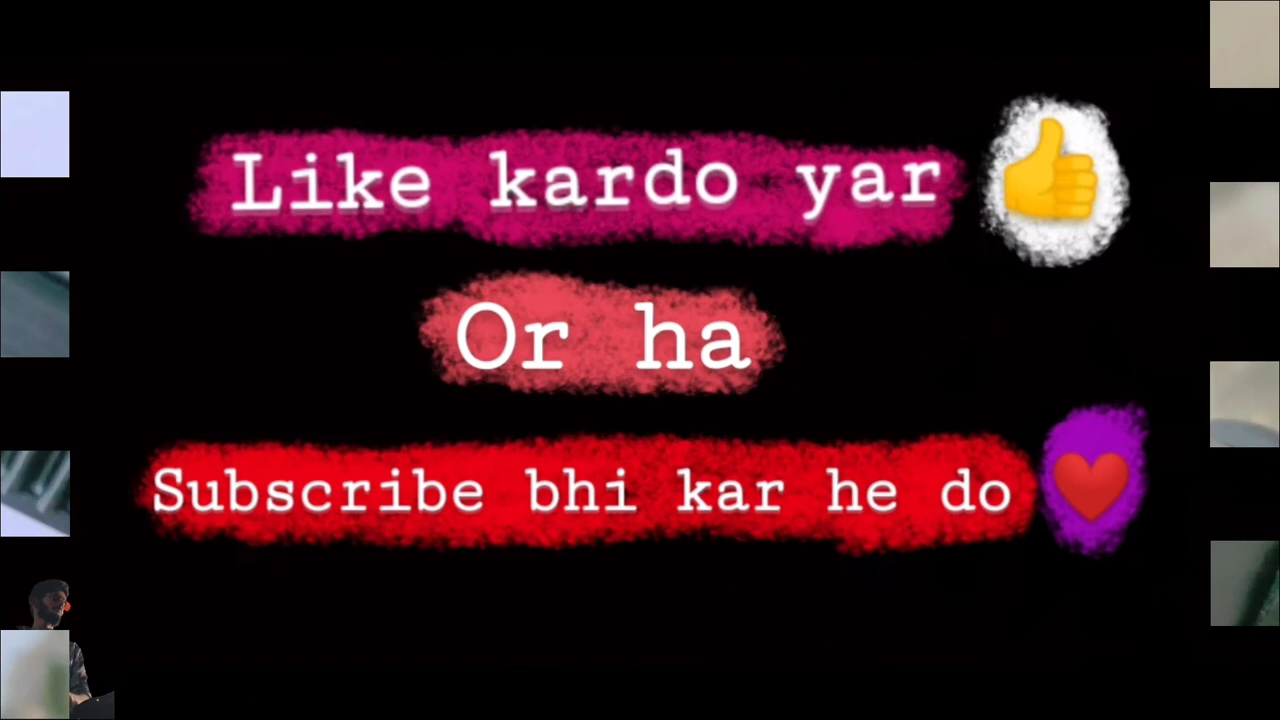 Like kardo yar 👍
Or ha
Subscribe bhi kar he do ❤️